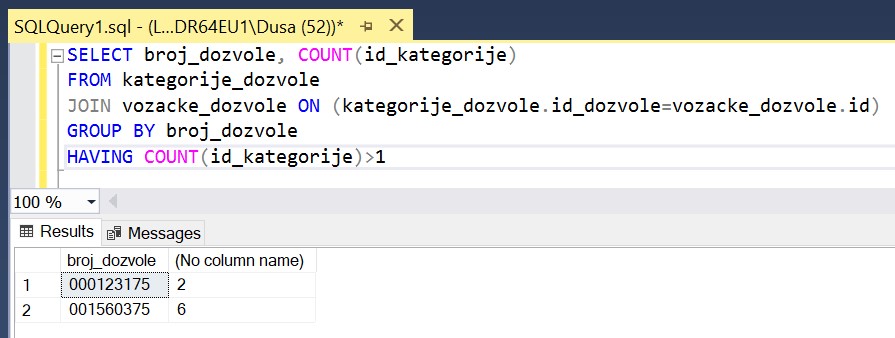 SQLQuery1.sql - (L...DR64EU1\Dusa (52))*
SELECT broj_dozvole, COUNT(id_kategorije)
FROM kategorije_dozvole
JOIN vozacke_dozvole ON (kategorije_dozvole.id_dozvole=vozacke_dozvole.id)
GROUP BY broj_dozvole
HAVING COUNT(id_kategorije)>1
100 %
Results Messages
broj_dozvole (No column name)
1 000123175 2
2 001560375 6